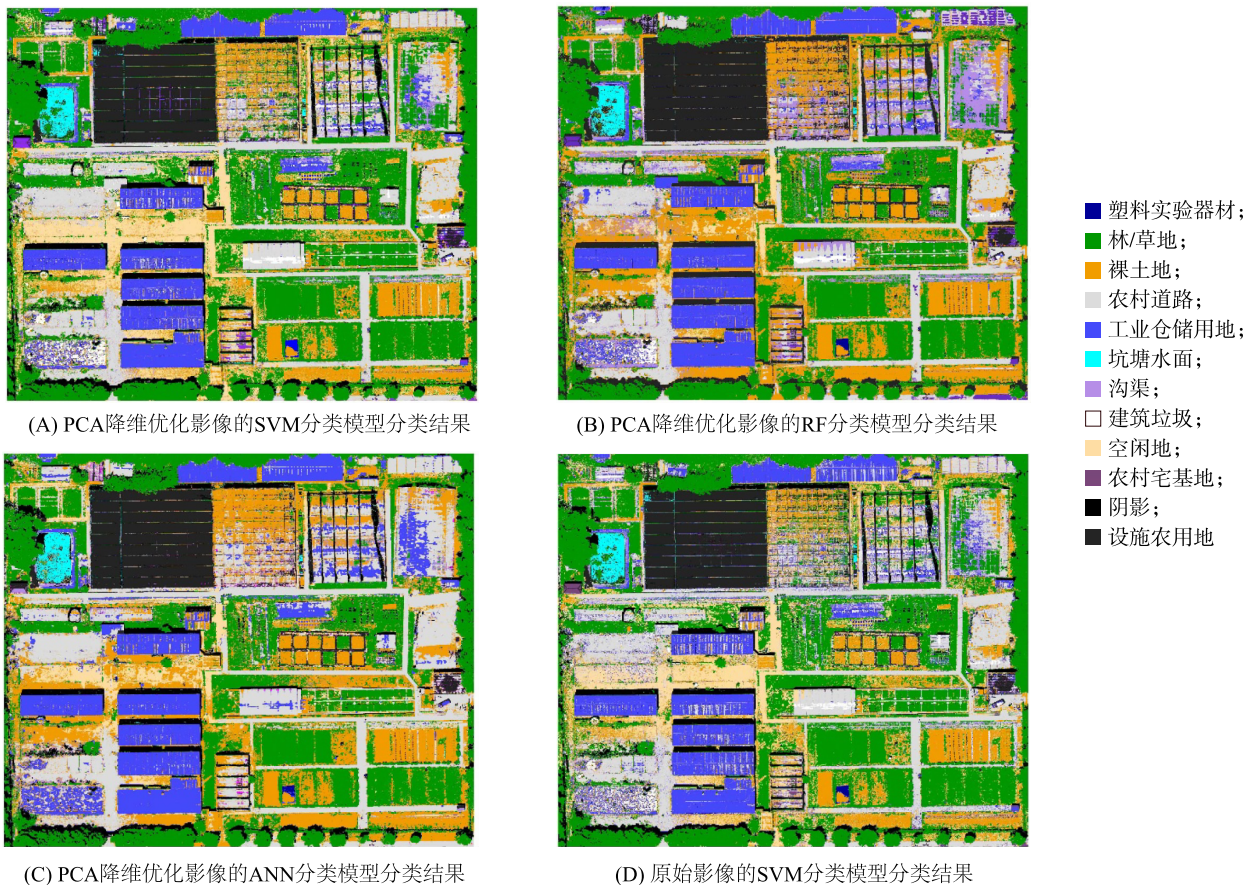 塑料实验器材;
林/草地;
裸土地;
农村道路;
工业仓储用地;
坑塘水面;
沟渠;
建筑垃圾;
空闲地;
农村宅基地;
阴影;
设施农用地
(A) PCA降维优化影像的SVM分类模型分类结果
(B) PCA降维优化影像的RF分类模型分类结果
(C) PCA降维优化影像的ANN分类模型分类结果
(D) 原始影像的SVM分类模型分类结果